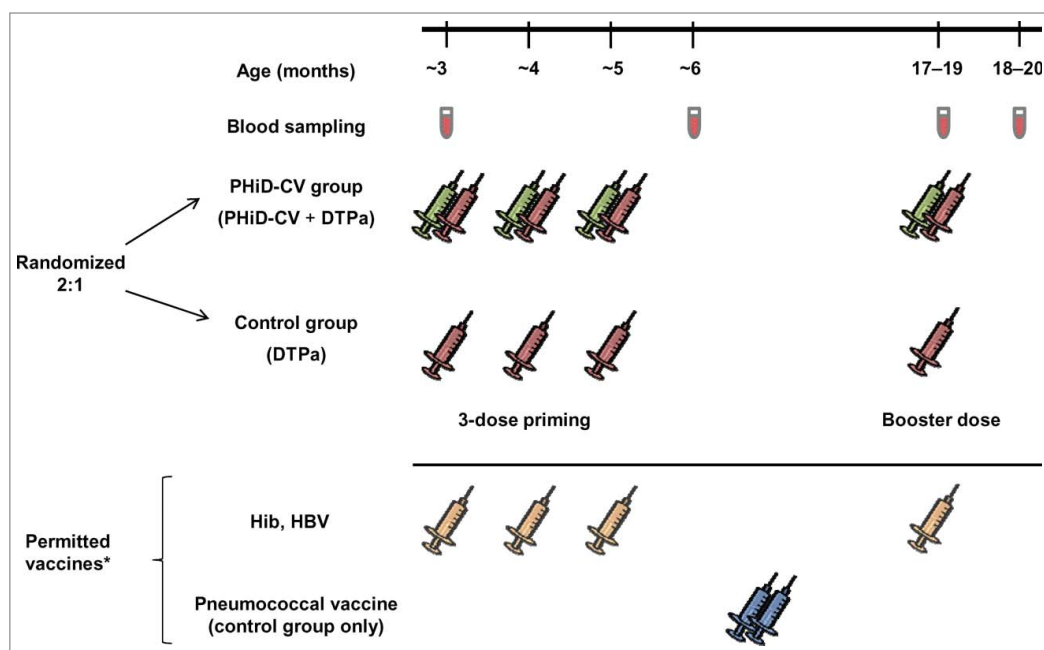 Age (months)
~3
~4
~5
~6
17–19
18–20
Blood sampling
PHiD-CV group
(PHiD-CV + DTPa)
Randomized
2:1
Control group
(DTPa)
3-dose priming
Booster dose
Hib, HBV
Permitted
vaccines*
Pneumococcal vaccine
(control group only)